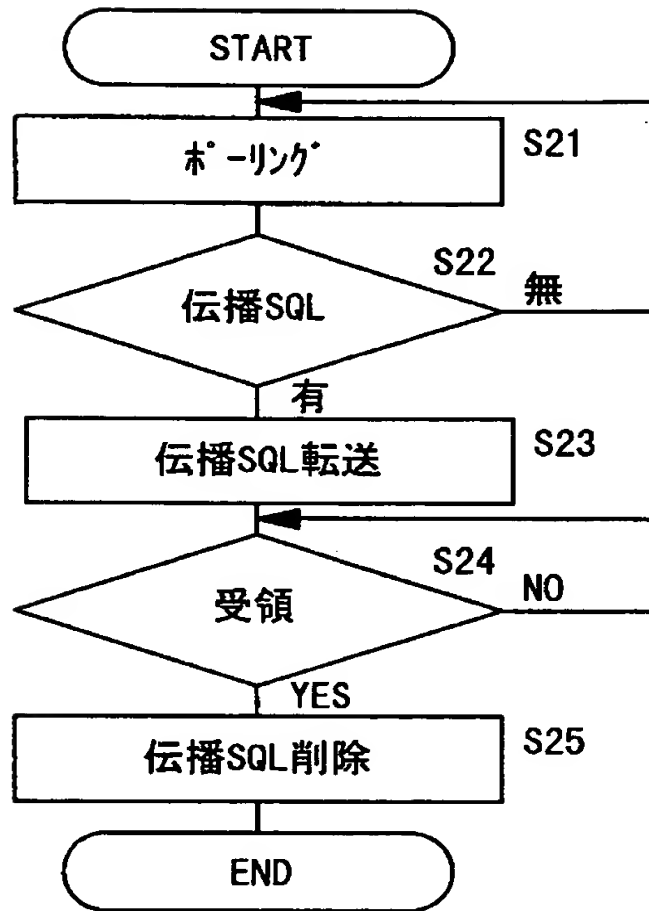 START
ﾎﾟｰﾘﾝｸﾞ
S21
S22
伝播SQL
無
有
伝播SQL転送
S23
S24
受領
NO
YES
伝播SQL削除
S25
END